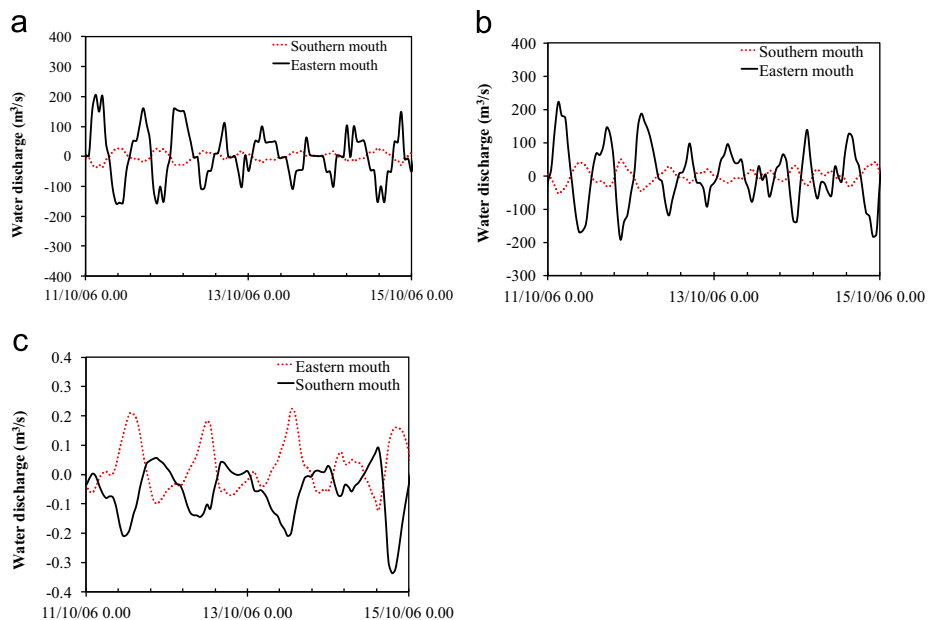 a
Water discharge (m³/s)
400
300
200
100
0
-100
-200
-300
-400
Southern mouth
Eastern mouth
11/10/06 0.00
13/10/06 0.00
15/10/06 0.00
b
Water discharge (m³/s)
400
300
200
100
0
-100
-200
-300
Southern mouth
Eastern mouth
11/10/06 0.00
13/10/06 0.00
15/10/06 0.00
c
Water discharge (m³/s)
0.4
0.3
0.2
0.1
0.0
-0.1
-0.2
-0.3
-0.4
Eastern mouth
Southern mouth
11/10/06 0.00
13/10/06 0.00
15/10/06 0.00